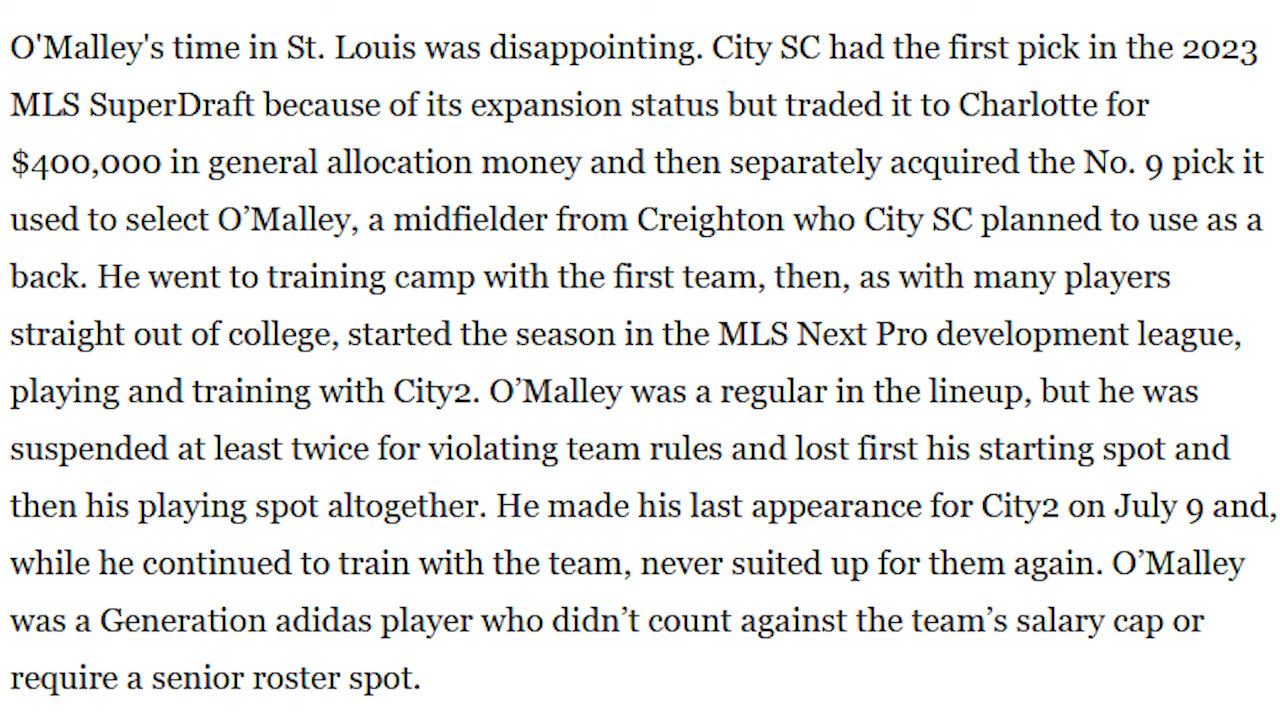 O'Malley's time in St. Louis was disappointing. City SC had the first pick in the 2023
MLS SuperDraft because of its expansion status but traded it to Charlotte for
$400,000 in general allocation money and then separately acquired the No. 9 pick it
used to select O’Malley, a midfielder from Creighton who City SC planned to use as a
back. He went to training camp with the first team, then, as with many players
straight out of college, started the season in the MLS Next Pro development league,
playing and training with City2. O’Malley was a regular in the lineup, but he was
suspended at least twice for violating team rules and lost first his starting spot and
then his playing spot altogether. He made his last appearance for City2 on July 9 and,
while he continued to train with the team, never suited up for them again. O’Malley
was a Generation adidas player who didn’t count against the team’s salary cap or
require a senior roster spot.